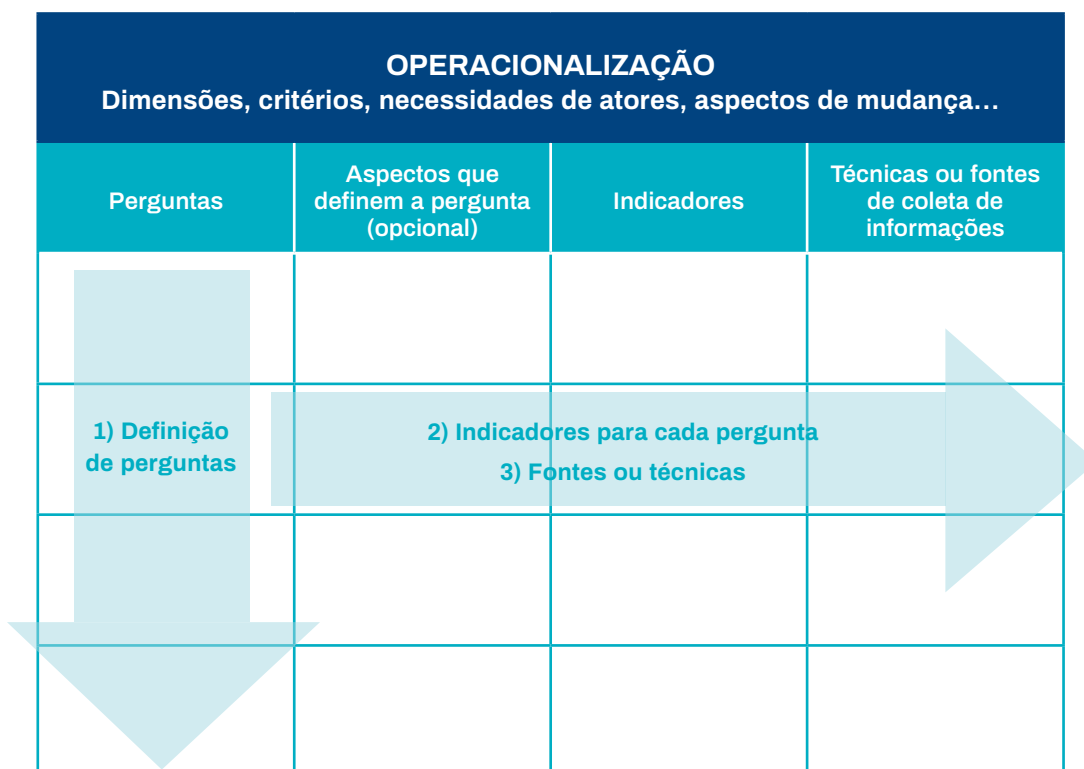 OPERACIONALIZAÇÃO
Dimensões, critérios, necessidades de atores, aspectos de mudança...
Perguntas
Aspectos que
definem a pergunta
(opcional)
Indicadores
Técnicas ou fontes
de coleta de
informações
1) Definição
de perguntas
2) Indicadores para cada pergunta
3) Fontes ou técnicas